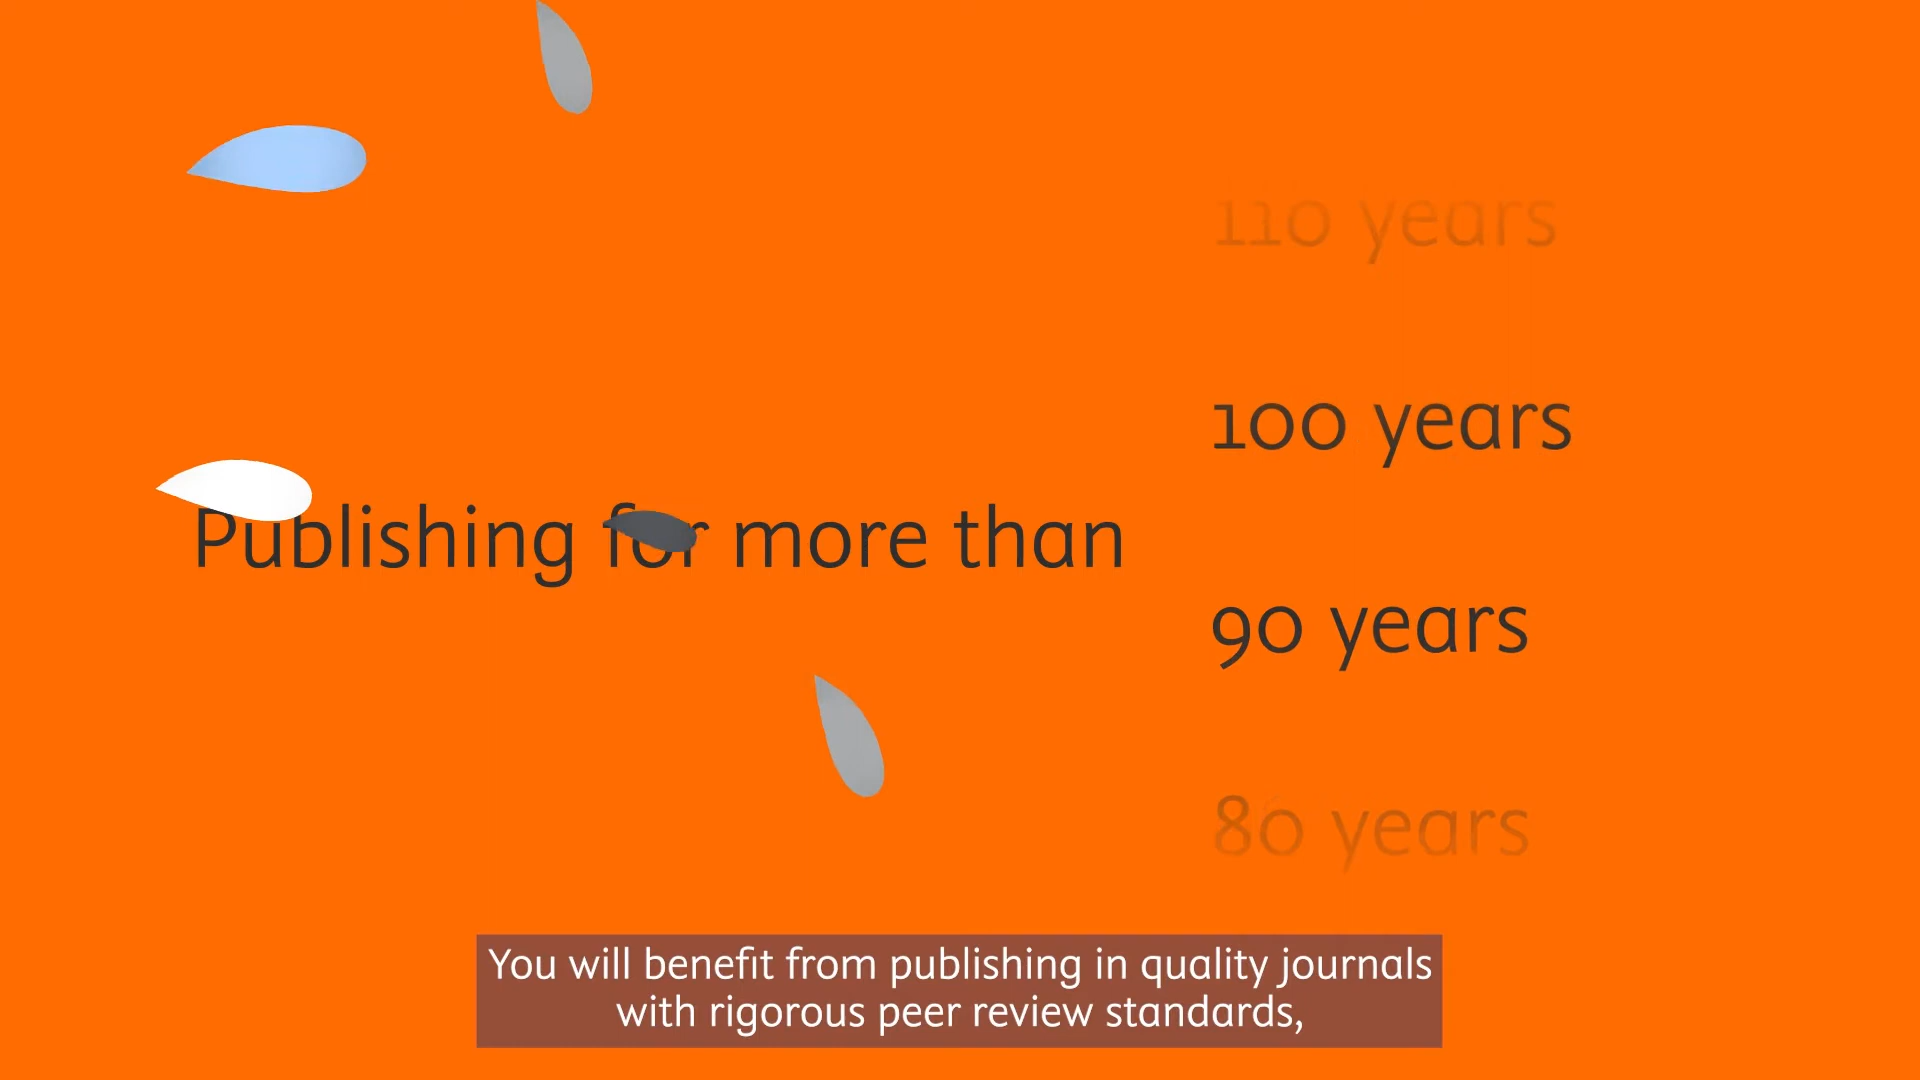 110 years
100 years
Publishing for more than
90 years
80 years
You will benefit from publishing in quality journals
with rigorous peer review standards,